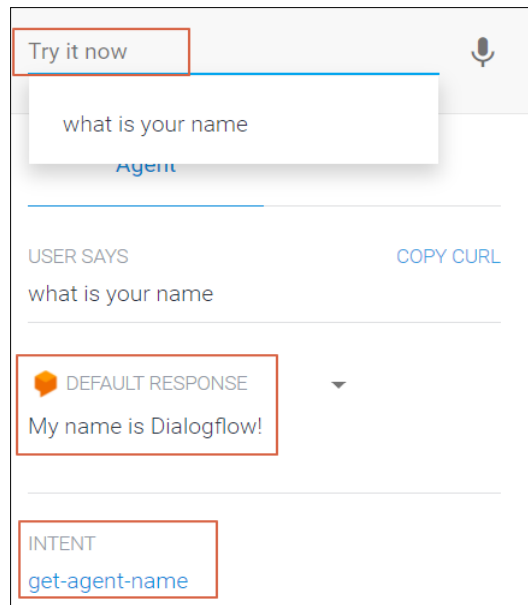 Try it now
what is your name
Agent
USER SAYS COPY CURL
what is your name
DEFAULT RESPONSE
My name is Dialogflow!
INTENT
get-agent-name